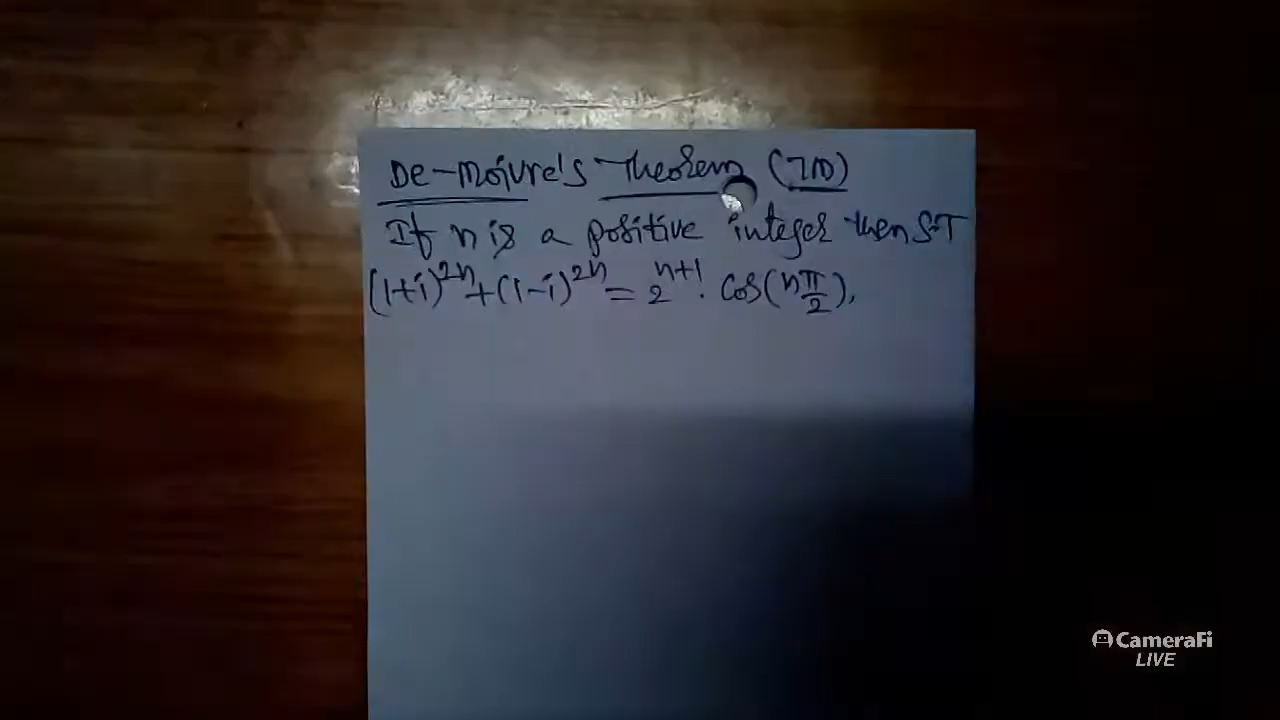 De-Moivre's Theorem (7M)
If n is a positive integer then S.T
(1+i)^2n + (1-i)^2n = 2^n+1 . Cos(nπ/2).
CameraFi
LIVE